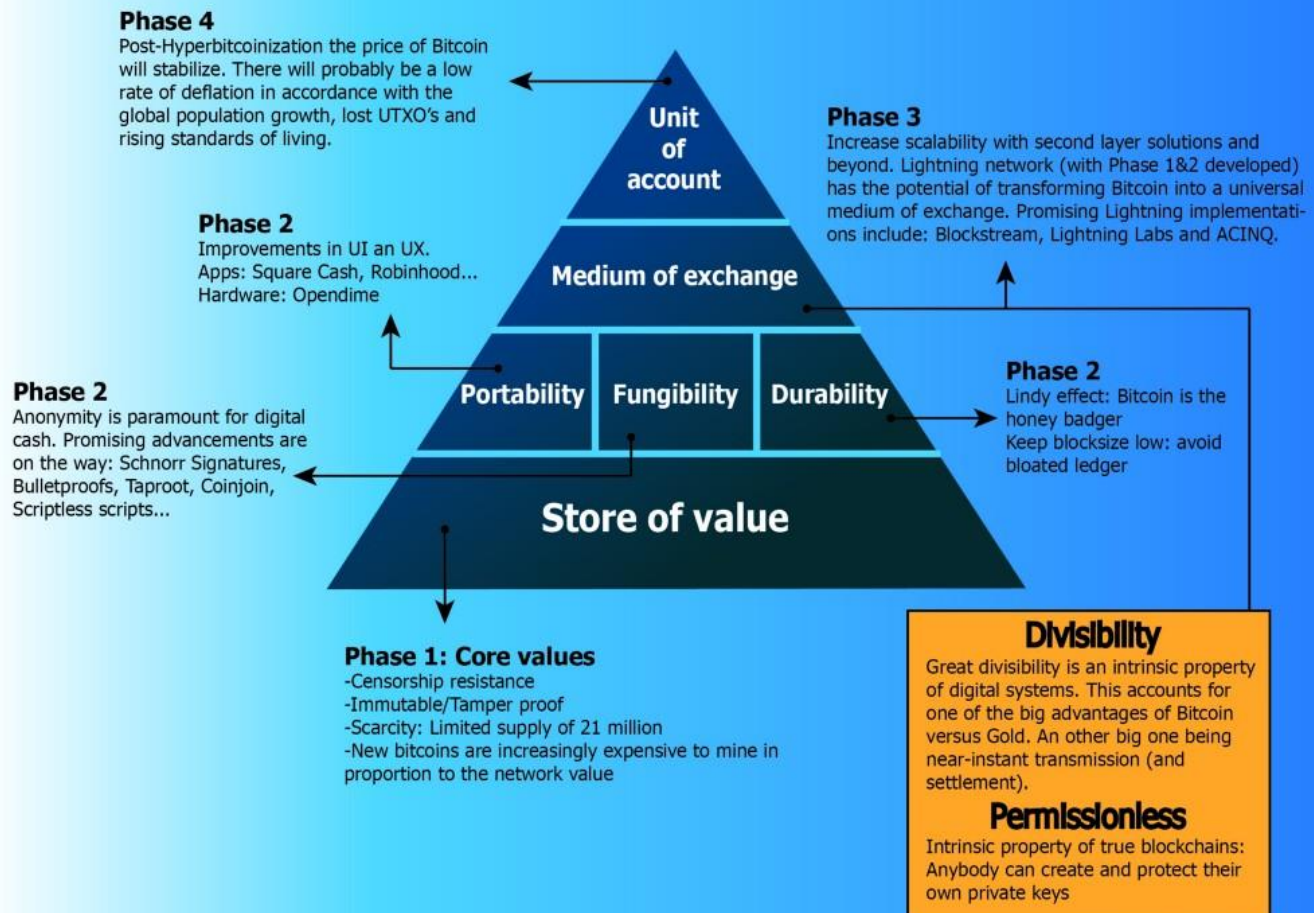 Phase 4
Post-Hyperbitcoinization the price of Bitcoin
will stabilize. There will probably be a low
rate of deflation in accordance with the
global population growth, lost UTXO's and
rising standards of living.
Unit
of
account
Phase 3
Increase scalability with second layer solutions and
beyond. Lightning network (with Phase 1&2 developed)
has the potential of transforming Bitcoin into a universal
medium of exchange. Promising Lightning implementati-
ons include: Blockstream, Lightning Labs and ACINQ.
Phase 2
Improvements in UI an UX.
Apps: Square Cash, Robinhood...
Hardware: Opendime
Medium of exchange
Phase 2
Anonymity is paramount for digital
cash. Promising advancements are
on the way: Schnorr Signatures,
Bulletproofs, Taproot, Coinjoin,
Scriptless scripts...
Portability
Fungibility
Durability
Phase 2
Lindy effect: Bitcoin is the
honey badger
Keep blocksize low: avoid
bloated ledger
Store of value
Phase 1: Core values
-Censorship resistance
-Immutable/Tamper proof
-Scarcity: Limited supply of 21 million
-New bitcoins are increasingly expensive to mine in
proportion to the network value
Divisibility
Great divisibility is an intrinsic property
of digital systems. This accounts for
one of the big advantages of Bitcoin
versus Gold. An other big one being
near-instant transmission (and
settlement).
Permissionless
Intrinsic property of true blockchains:
Anybody can create and protect their
own private keys